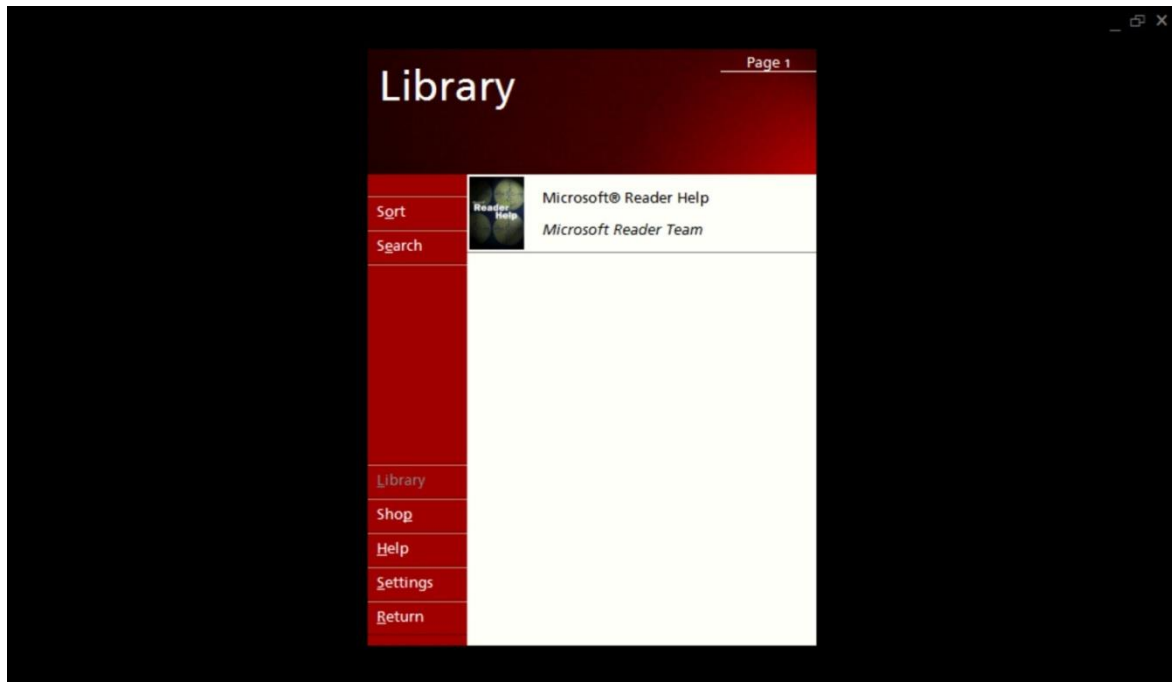 Page 1
Library
Sort
Search
Reader
Help
Microsoft® Reader Help
Microsoft Reader Team
Library
Shop
Help
Settings
Return